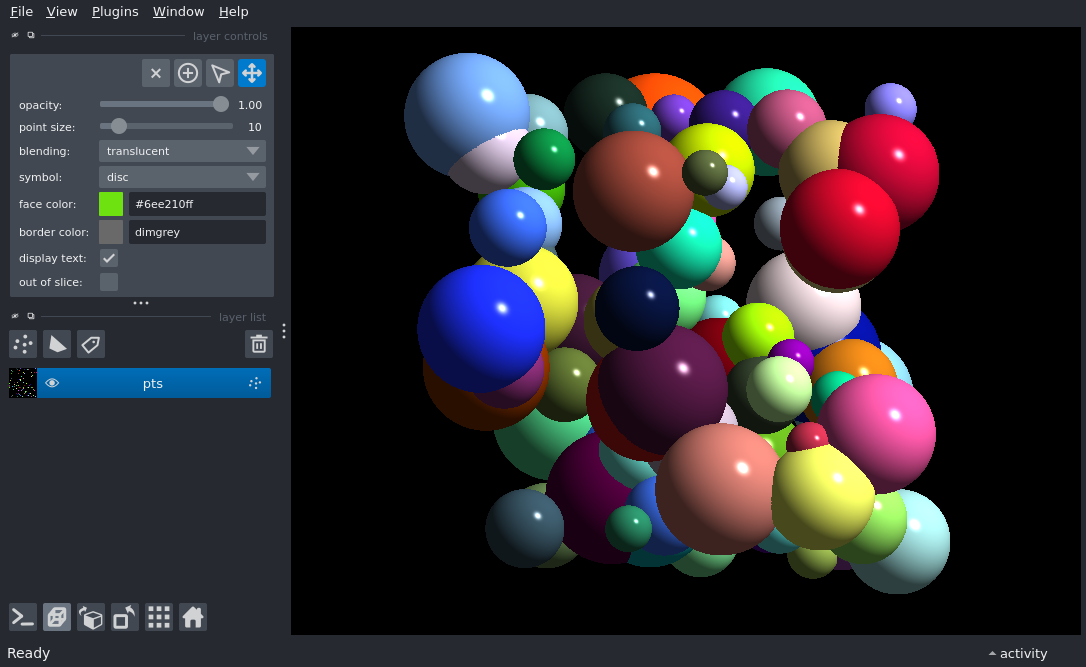 File View Plugins Window Help
layer controls
opacity: 1.00
point size: 10
blending: translucent
symbol: disc
face color: #6ee210ff
border color: dimgrey
display text:
out of slice:
layer list
pts
Ready
activity